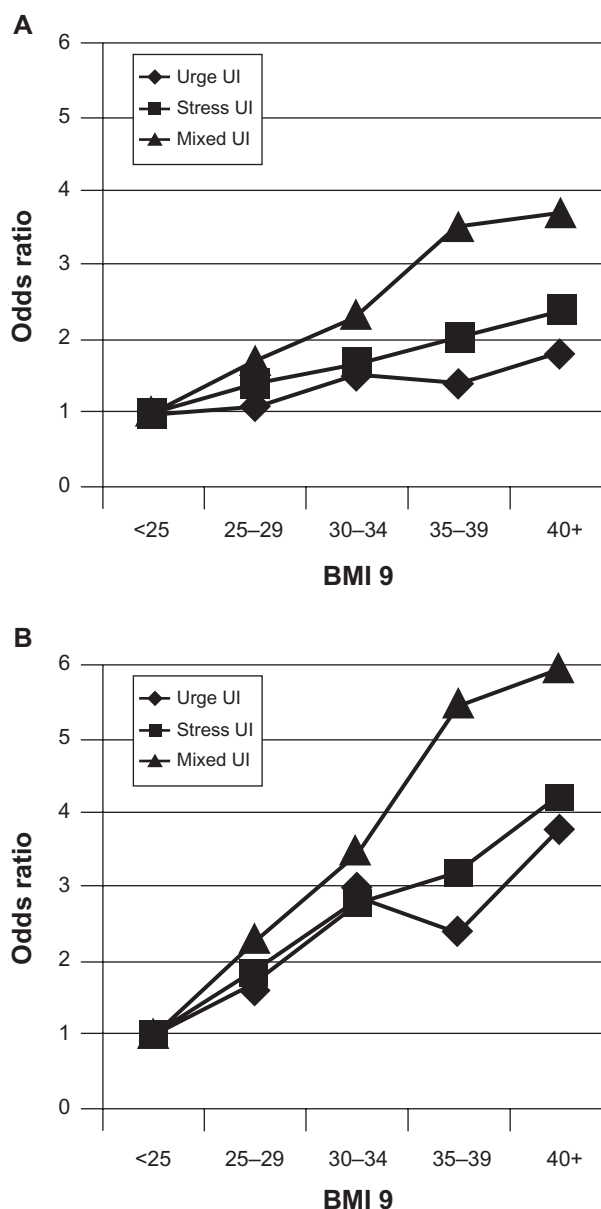 A
6
Urge UI
Stress UI
Mixed UI
5
4
3
2
1
0
Odds ratio
<25 25–29 30–34 35–39 40+
BMI 9
B
6
Urge UI
Stress UI
Mixed UI
5
4
3
2
1
0
Odds ratio
<25 25–29 30–34 35–39 40+
BMI 9